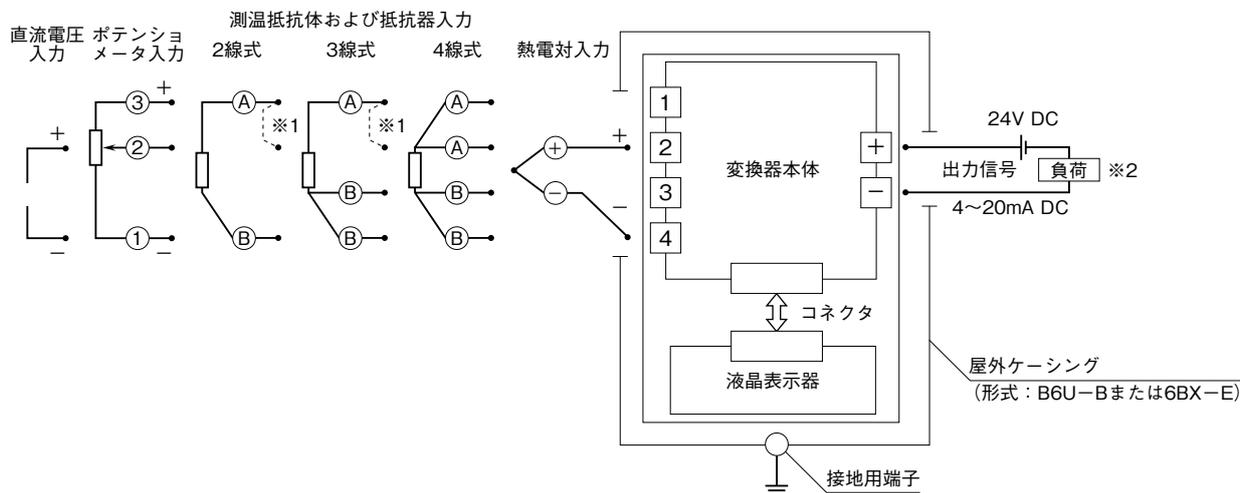 測温抵抗体および抵抗器入力
直流電圧
入力
ポテンショ
メータ入力
2線式
3線式
4線式
熱電対入力
+
−
3
+
2
1
−
A
※1
B
A
※1
B
B
A
A
B
B
+
−
+
−
1
2
3
4
変換器本体
+
−
24V DC
出力信号
負荷
※2
4~20mA DC
コネクタ
液晶表示器
屋外ケーシング
(形式:B6U−Bまたは6BX−E)
接地用端子